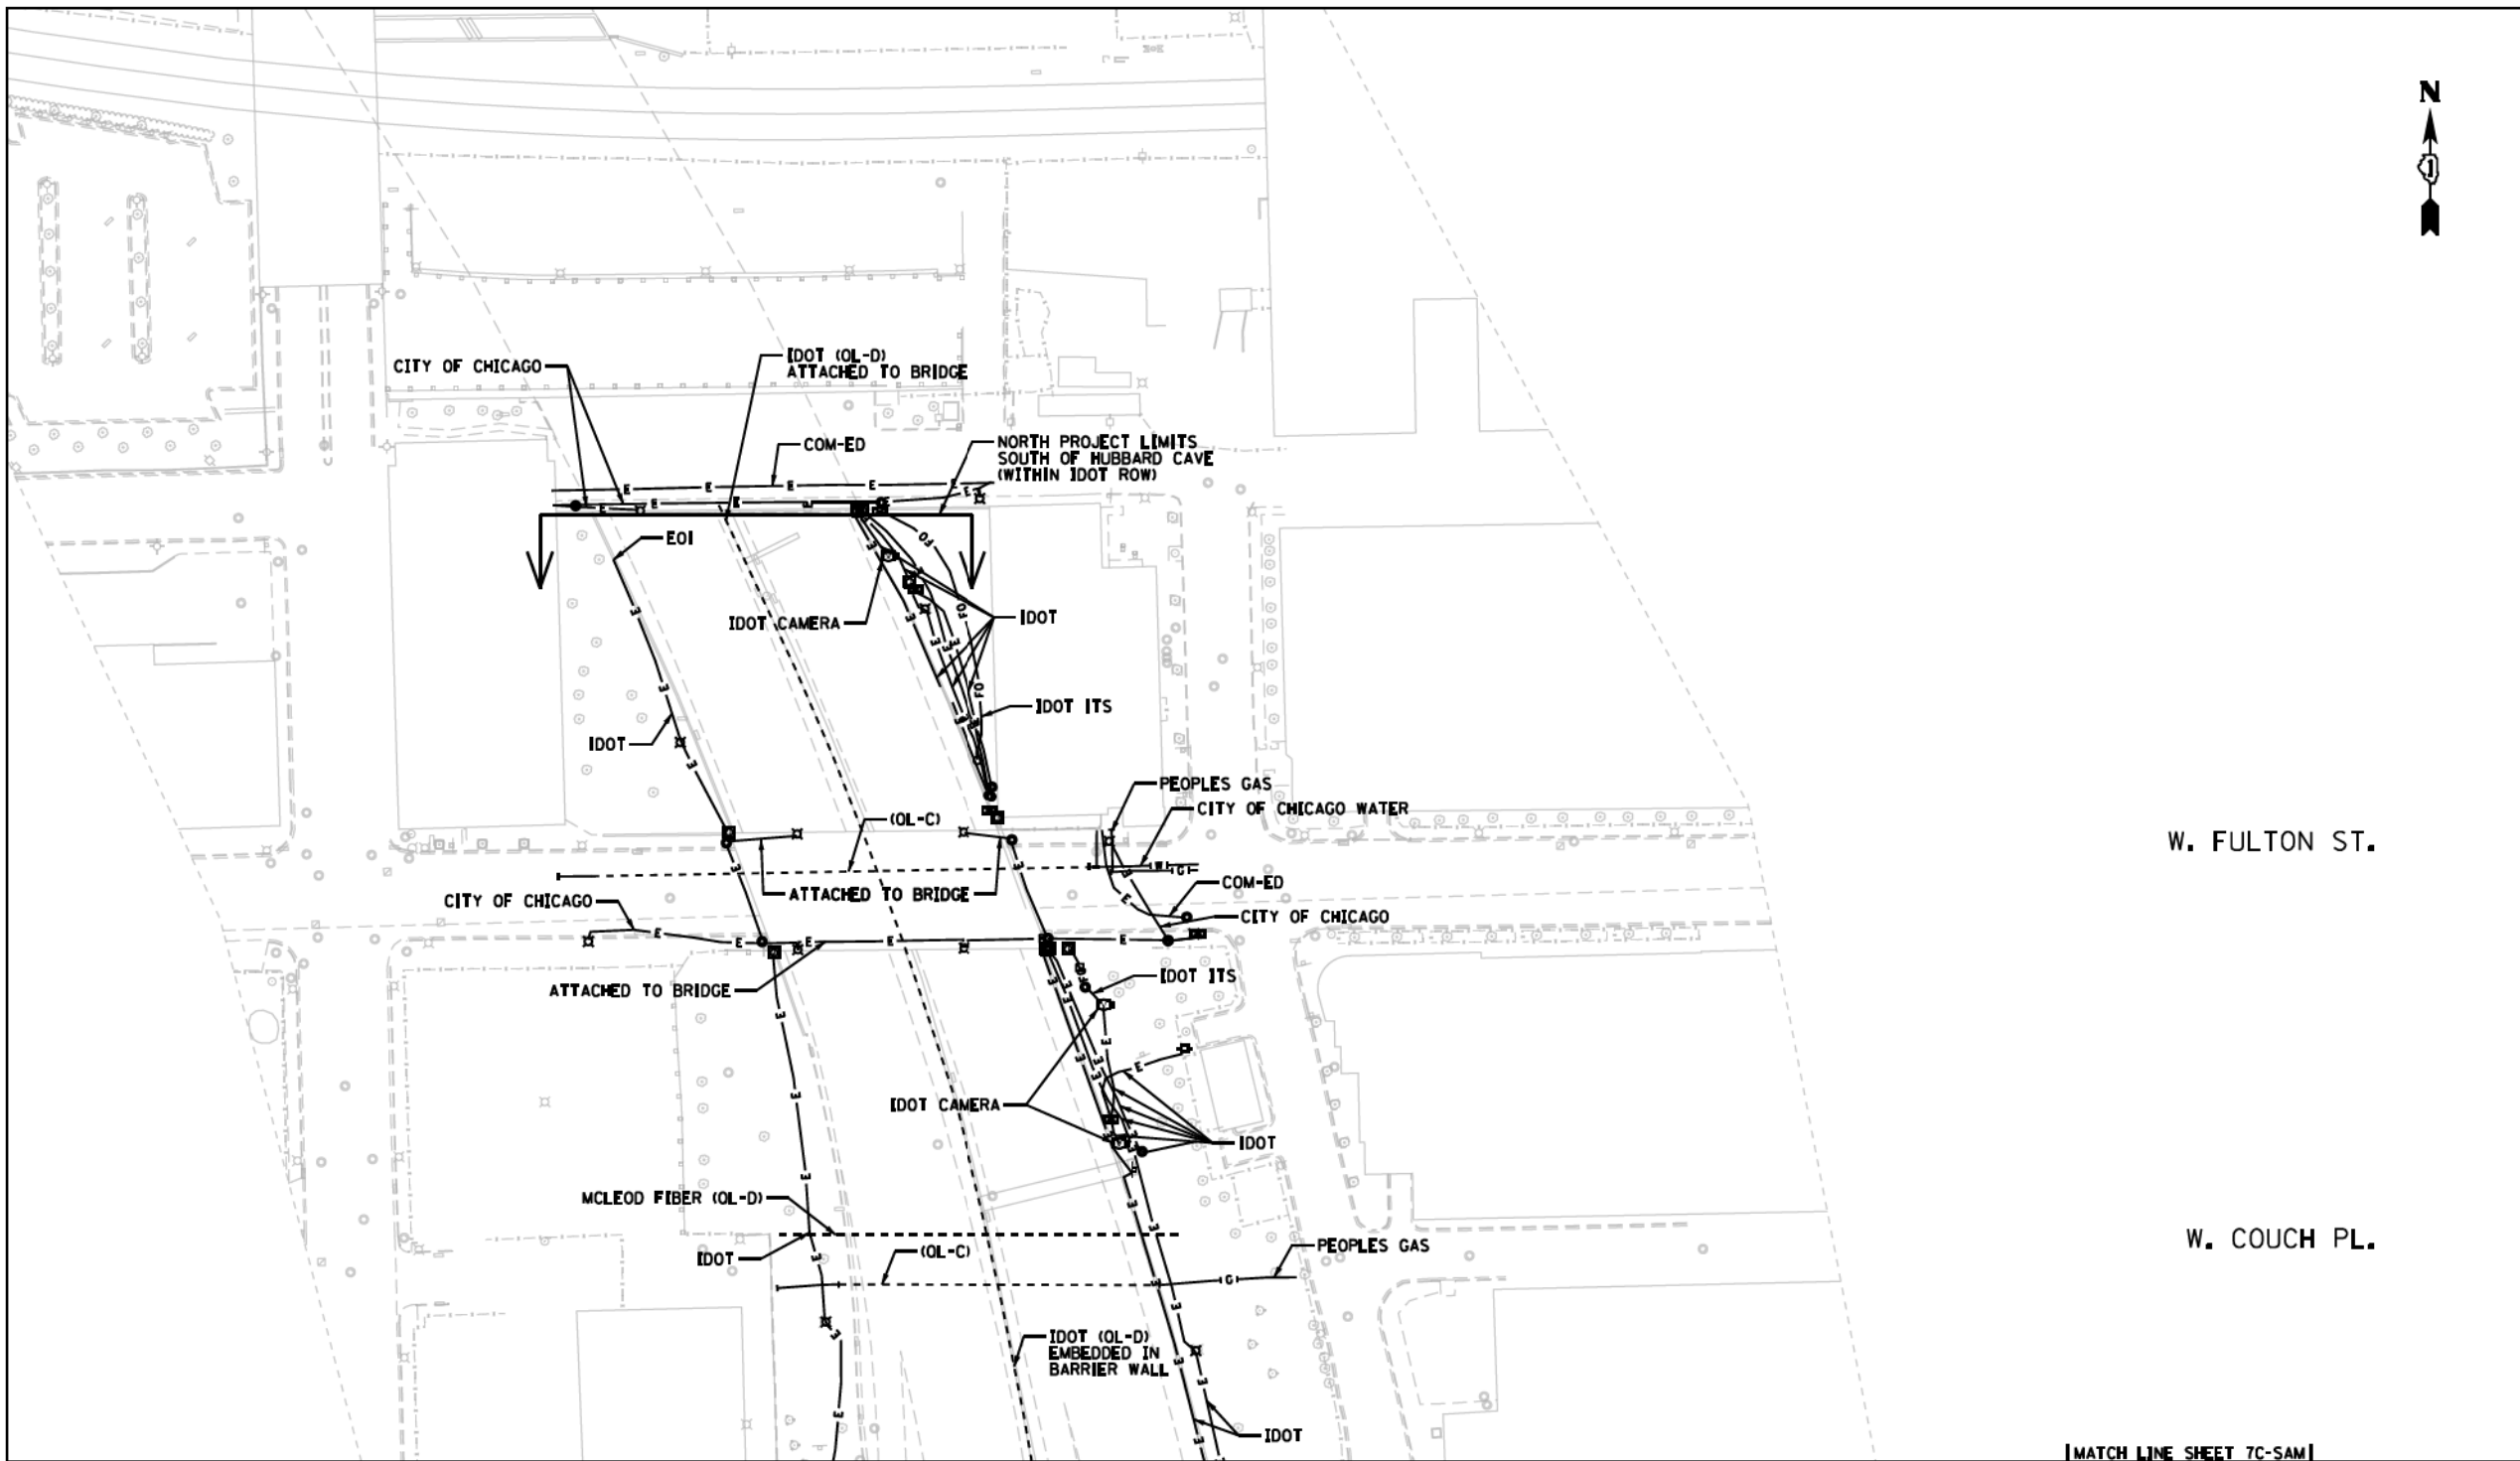 N
CITY OF CHICAGO
IDOT (OL-D)
ATTACHED TO BRIDGE
COM-ED
NORTH PROJECT LIMITS
SOUTH OF HUBBARD CAVE
(WITHIN IDOT ROW)
E E E E E
E E E E
EOI
E FO
IDOT CAMERA
IDOT
E E E E E FO
E FO
IDOT ITS
IDOT
E
PEOPLES GAS
CITY OF CHICAGO WATER
(OL-C)
W. FULTON ST.
E E E W
G
ATTACHED TO BRIDGE
COM-ED
E
CITY OF CHICAGO
CITY OF CHICAGO
E E E E E
ATTACHED TO BRIDGE
IDOT ITS
E E E
E E
E E E
IDOT CAMERA
E E
IDOT
MCLEOD FIBER (OL-D)
E E
E
IDOT
E
(OL-C)
PEOPLES GAS
W. COUCH PL.
E G
E
IDOT (OL-D)
EMBEDDED IN
BARRIER WALL
E
E E
E E
IDOT
MATCH LINE SHEET 7C-SAM